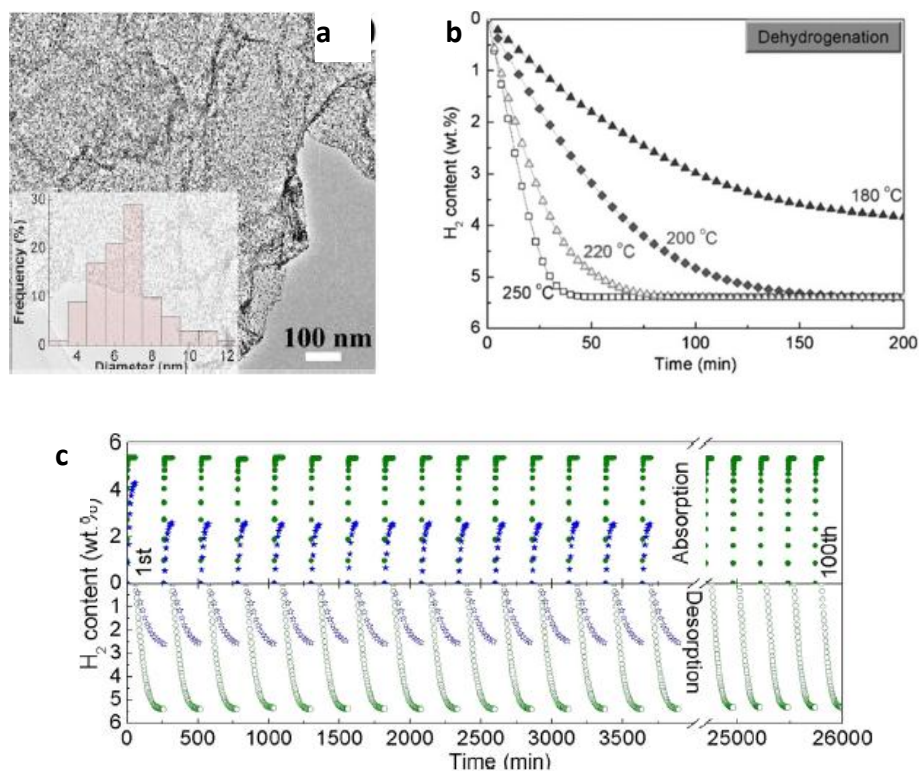 a
30
20
10
0
Frequency (%)
4 6 8 10 12
Diameter (nm)
100 nm
b
Dehydrogenation
0
1
2
3
4
5
6
H₂ content (wt.%)
180 °C
200 °C
220 °C
250 °C
0 50 100 150 200
Time (min)
c
6
4
2
0
1
2
3
4
5
6
H₂ content (wt.%)
1st
Absorption
100th
Desorption
0 500 1000 1500 2000 2500 3000 3500 25000 26000
Time (min)